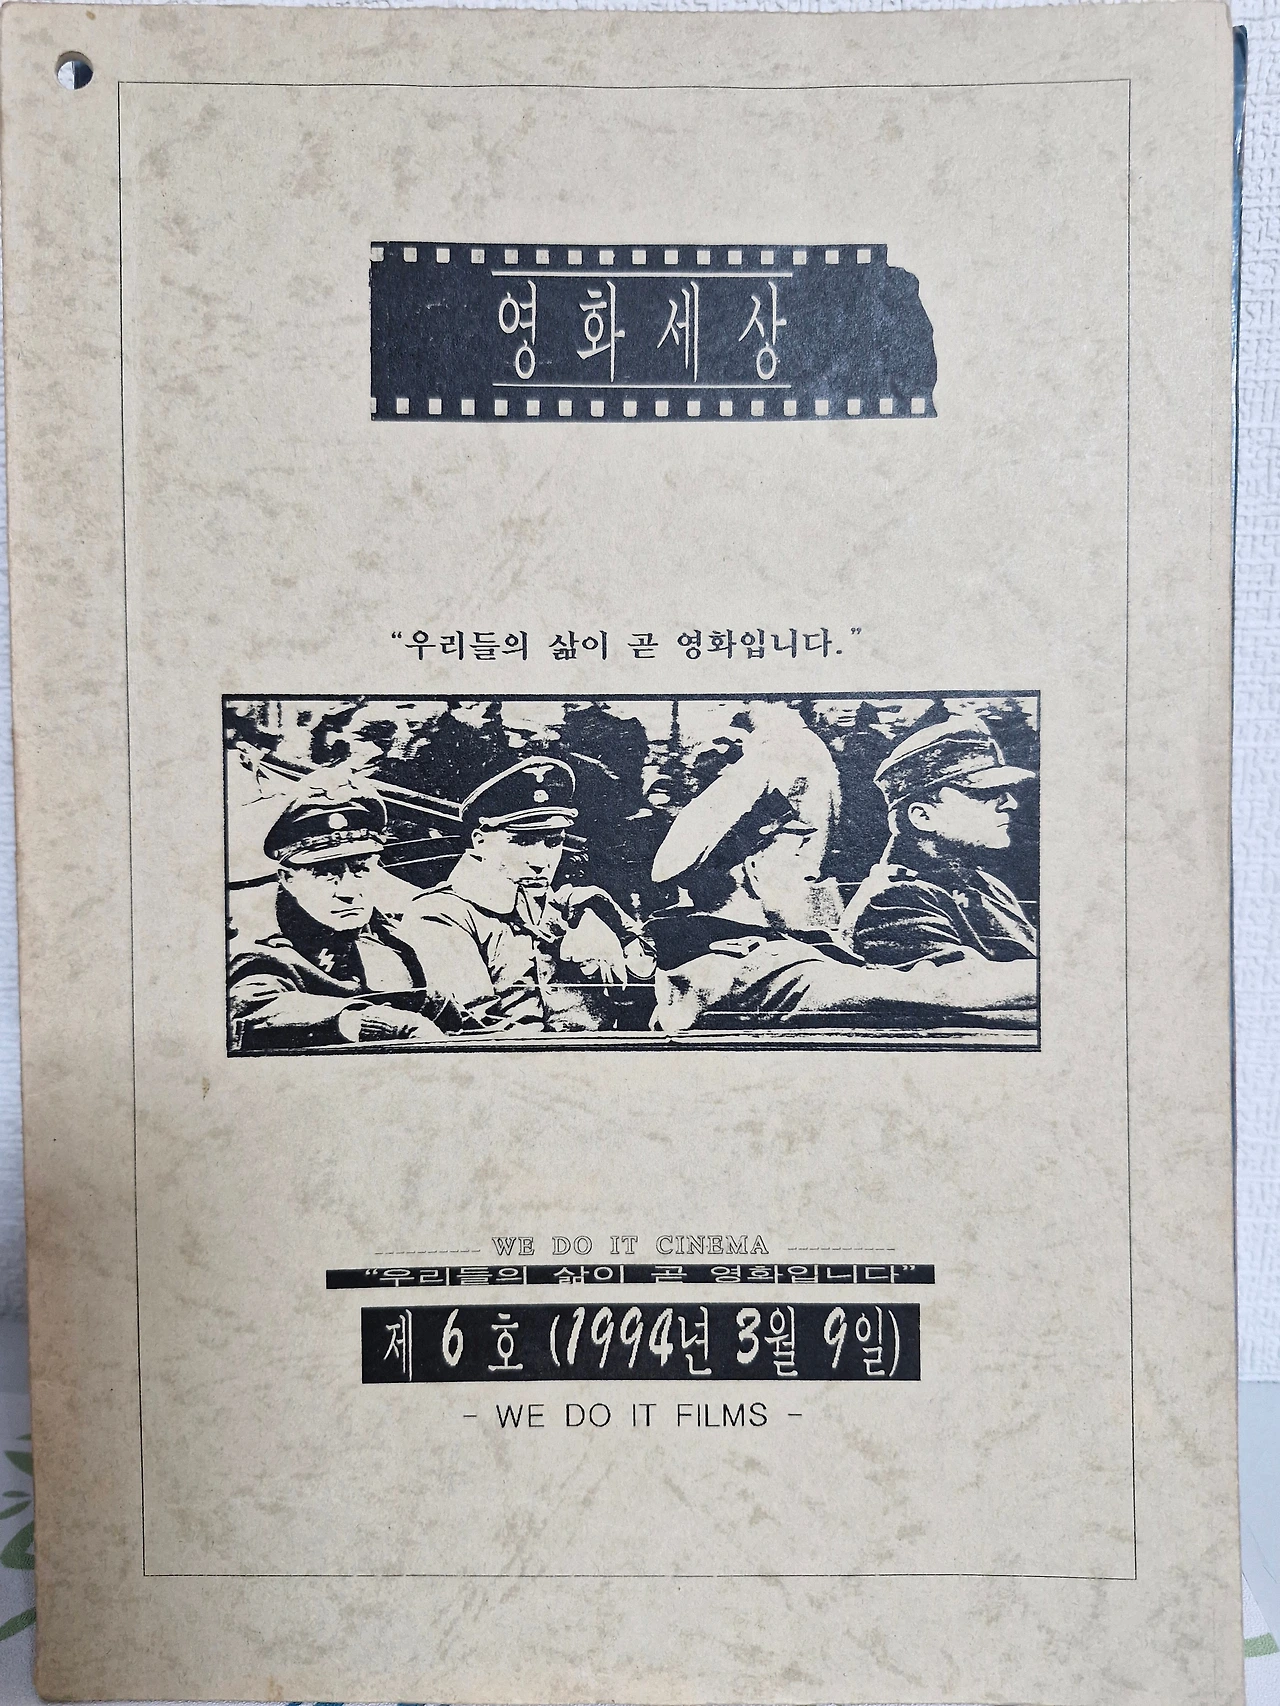 영화세상
“우리들의 삶이 곧 영화입니다.”
WE DO IT CINEMA
“우리들의 삶이 곧 영화입니다”
제 6 호 (1994년 3월 9일)
- WE DO IT FILMS -